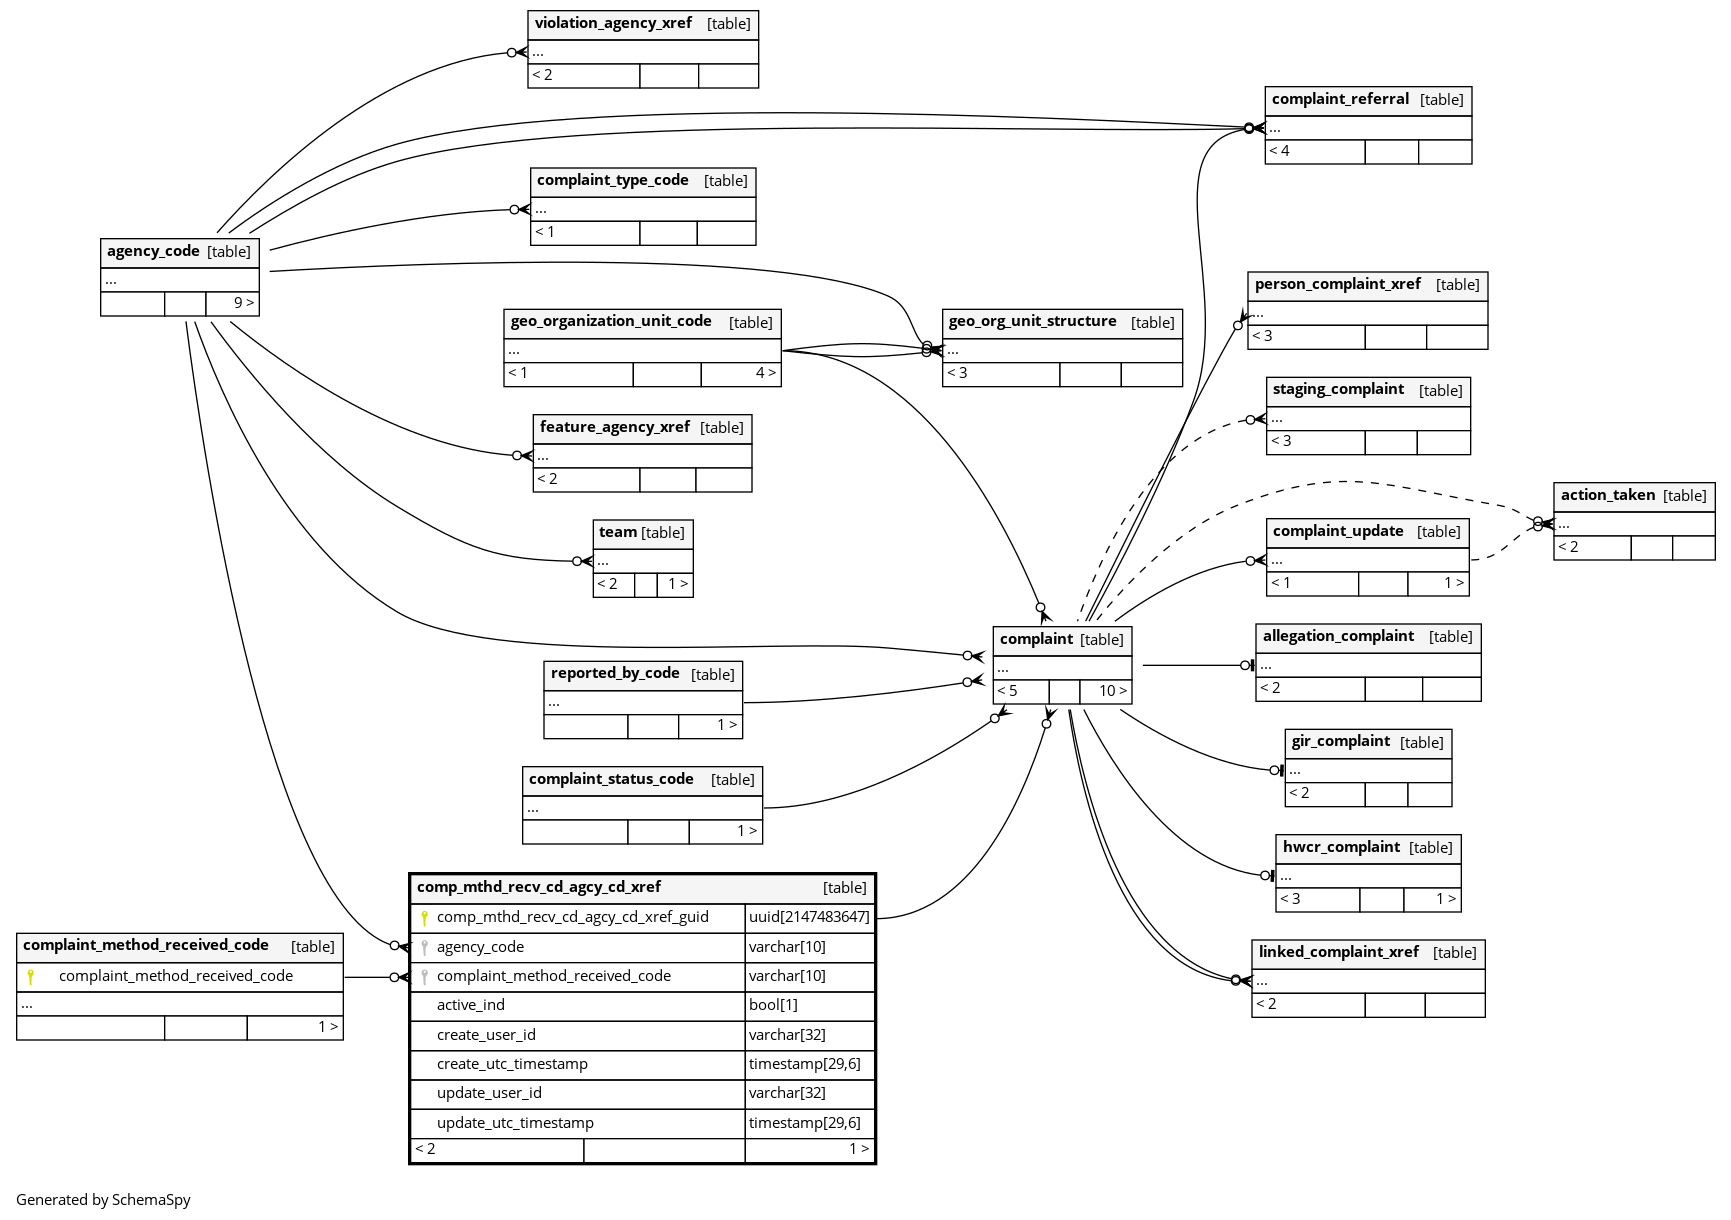 violation_agency_xref [table]
...
< 2
complaint_referral [table]
...
< 4
complaint_type_code [table]
...
< 1
agency_code [table]
...
9 >
person_complaint_xref [table]
...
< 3
geo_organization_unit_code [table]
...
< 1 4 >
geo_org_unit_structure [table]
...
< 3
staging_complaint [table]
...
< 3
feature_agency_xref [table]
...
< 2
action_taken [table]
...
< 2
team [table]
...
< 2 1 >
complaint_update [table]
...
< 1 1 >
complaint [table]
...
< 5 10 >
allegation_complaint [table]
...
< 2
reported_by_code [table]
...
1 >
gir_complaint [table]
...
< 2
complaint_status_code [table]
...
1 >
hwcr_complaint [table]
...
< 3 1 >
comp_mthd_recv_cd_agcy_cd_xref [table]
comp_mthd_recv_cd_agcy_cd_xref_guid uuid[2147483647]
agency_code varchar[10]
complaint_method_received_code varchar[10]
active_ind bool[1]
create_user_id varchar[32]
create_utc_timestamp timestamp[29,6]
update_user_id varchar[32]
update_utc_timestamp timestamp[29,6]
< 2 1 >
complaint_method_received_code [table]
complaint_method_received_code
...
1 >
linked_complaint_xref [table]
...
< 2
Generated by SchemaSpy